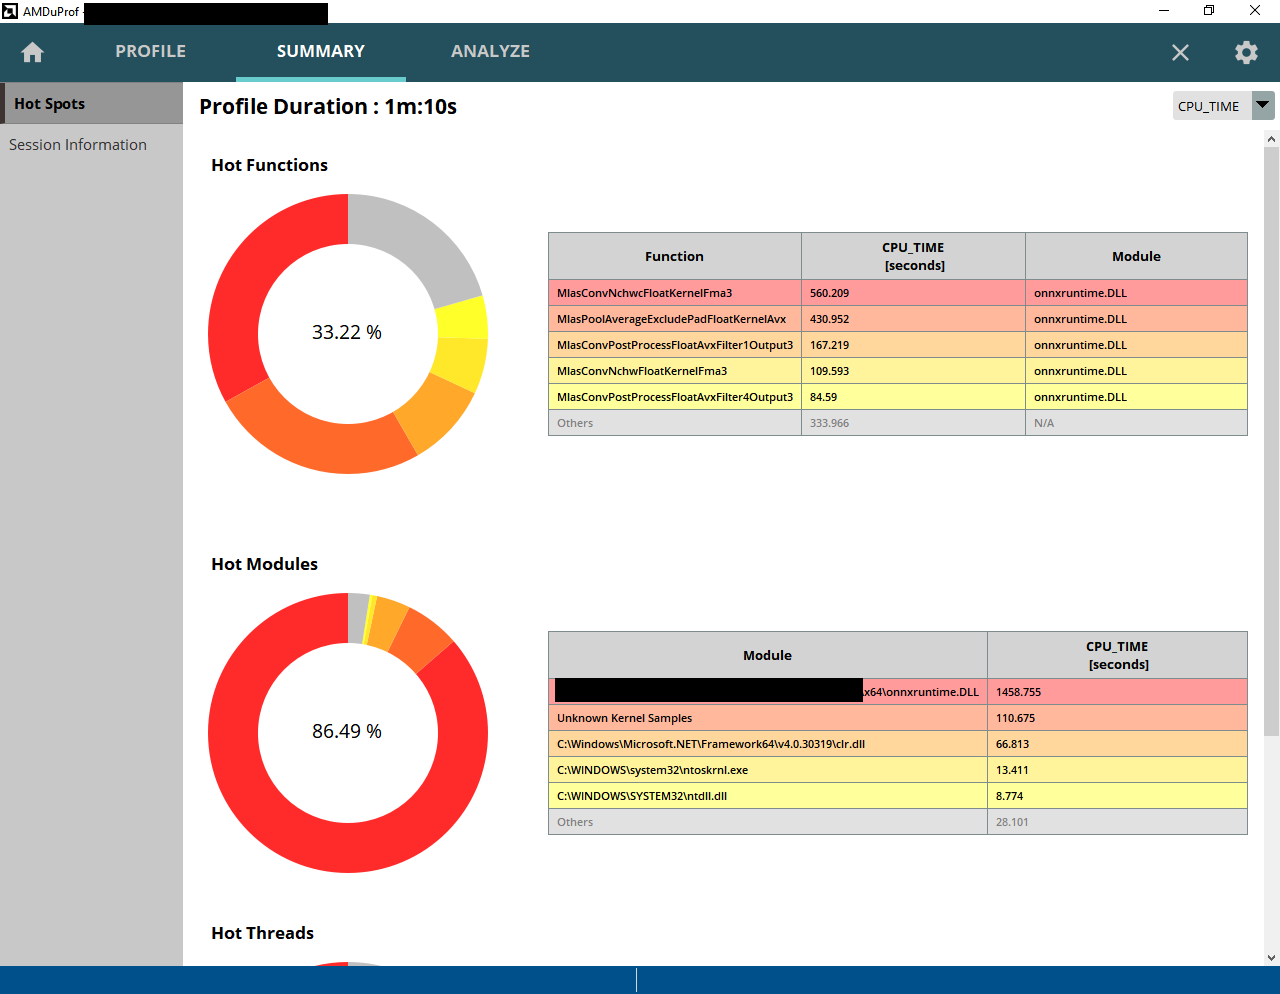 AMDuProf -
PROFILE SUMMARY ANALYZE
Hot Spots
Session Information
Profile Duration : 1m:10s
CPU_TIME
Hot Functions
33.22 %
Function CPU_TIME [seconds] Module
MlasConvNchwcFloatKernelFma3 560.209 onnxruntime.DLL
MlasPoolAverageExcludePadFloatKernelAvx 430.952 onnxruntime.DLL
MlasConvPostProcessFloatAvxFilter1Output3 167.219 onnxruntime.DLL
MlasConvNchwFloatKernelFma3 109.593 onnxruntime.DLL
MlasConvPostProcessFloatAvxFilter4Output3 84.59 onnxruntime.DLL
Others 333.966 N/A
Hot Modules
86.49 %
Module CPU_TIME [seconds]
\x64\onnxruntime.DLL 1458.755
Unknown Kernel Samples 110.675
C:\Windows\Microsoft.NET\Framework64\v4.0.30319\clr.dll 66.813
C:\WINDOWS\system32\ntoskrnl.exe 13.411
C:\WINDOWS\SYSTEM32\ntdll.dll 8.774
Others 28.101
Hot Threads